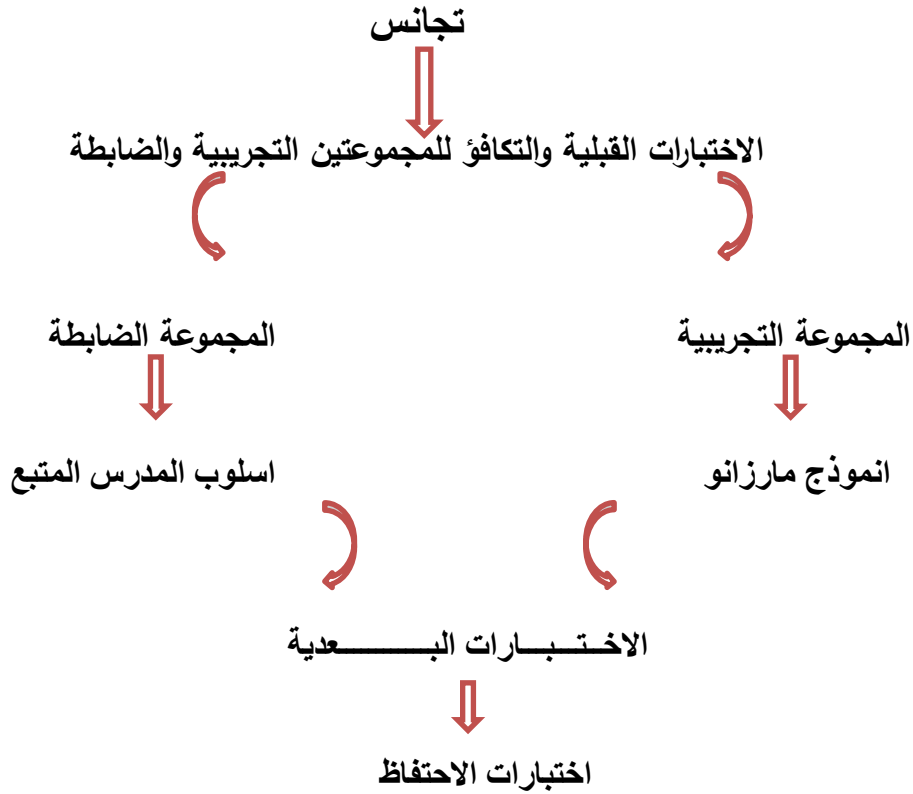 تجانس
الاختبارات القبلية والتكافؤ للمجموعتين التجريبية والضابطة
المجموعة التجريبية
المجموعة الضابطة
انموذج مارزانو
اسلوب المدرس المتبع
الاخــتــبــارات البــــــــعدية
اختبارات الاحتفاظ